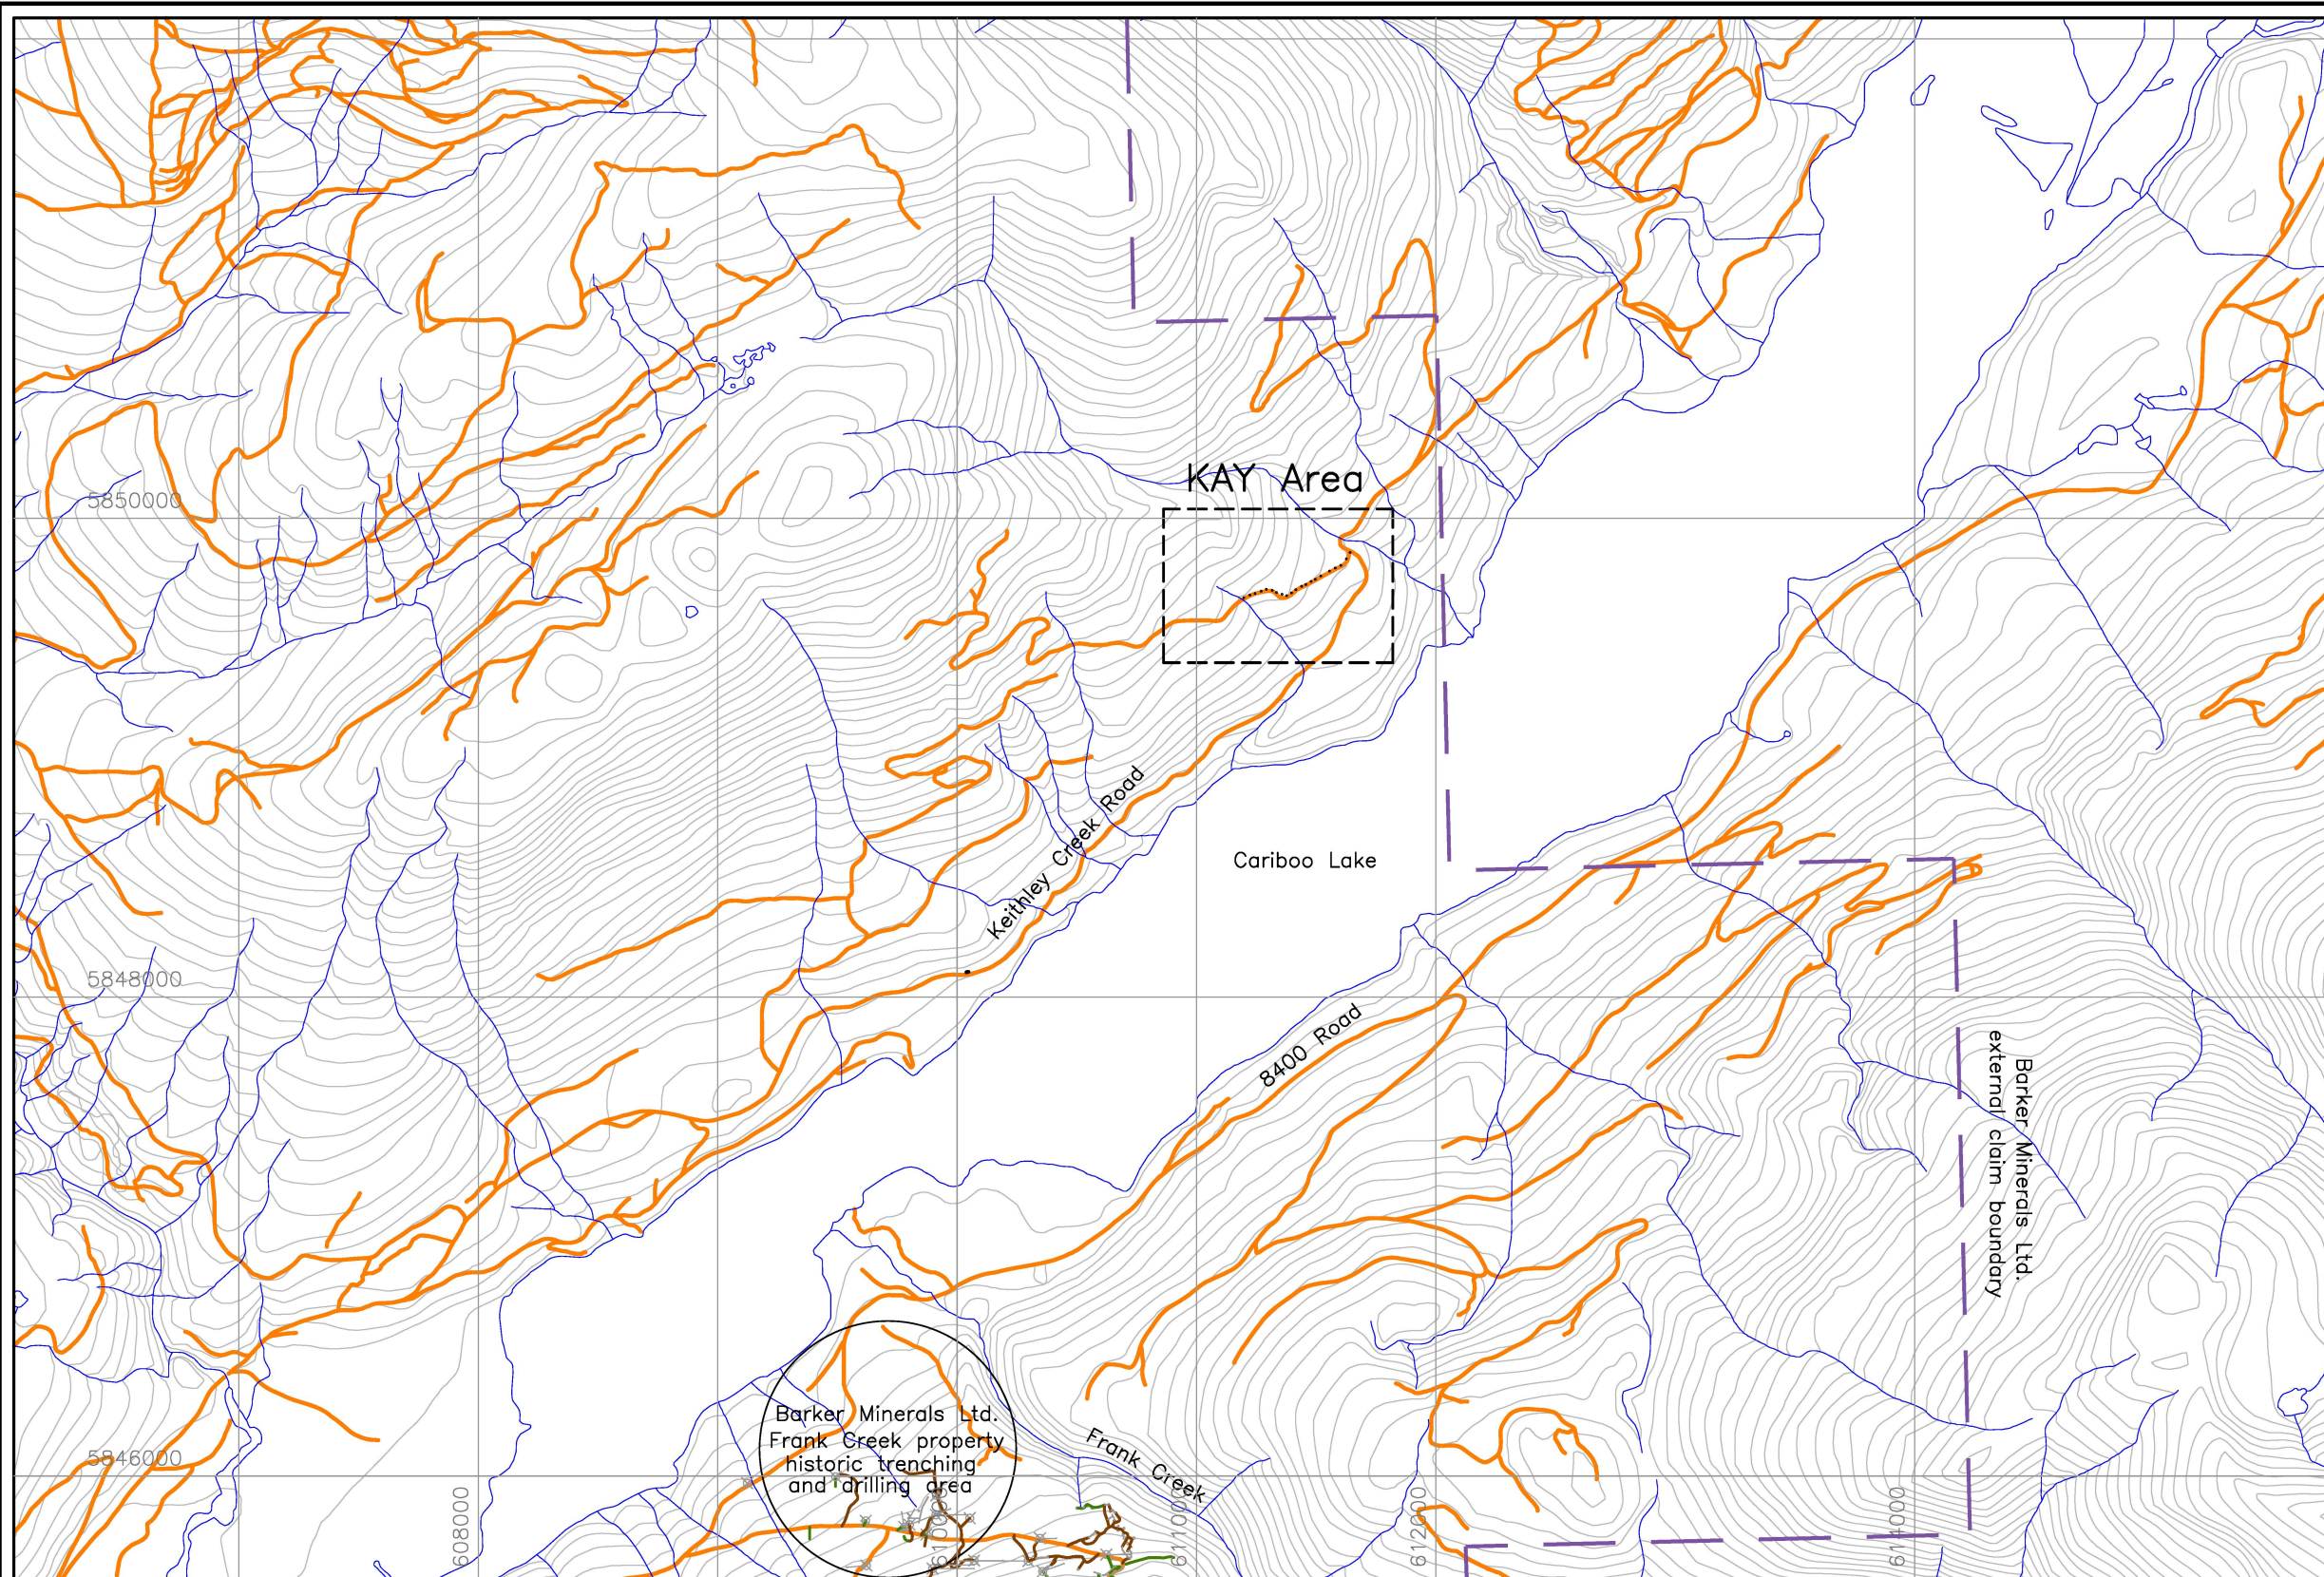 KAY Area
5850000
Keithley Creek Road
Cariboo Lake
5848000
8400 Road
Barker Minerals Ltd.
external claim boundary
Barker Minerals Ltd.
Frank Creek property
historic trenching
and drilling area
Frank Creek
5846000
608000
611000
612000
614000